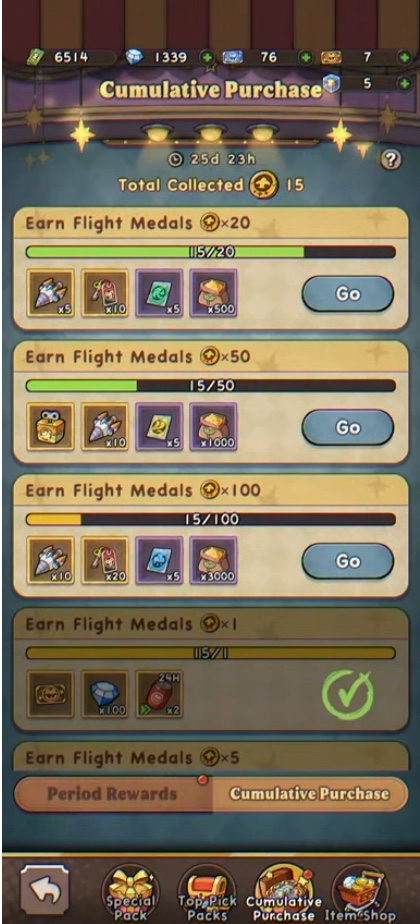 6514 1339 76 7
Cumulative Purchase 5
25d 23h ?
Total Collected 15
Earn Flight Medals ×20
15/20
x5 x10 x5 x500
Go
Earn Flight Medals ×50
15/50
x10 x5 x1000
Go
Earn Flight Medals ×100
15/100
x10 x20 x5 x3000
Go
Earn Flight Medals ×1
15/1
24H
x100 x2
Earn Flight Medals ×5
Period Rewards Cumulative Purchase
Special Pack
Top Pick Packs
Cumulative Purchase
Item Shop